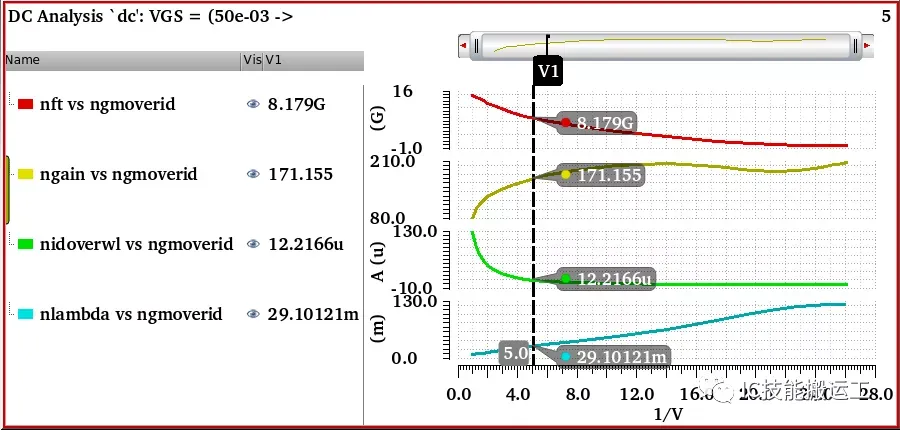 DC Analysis `dc': VGS = (50e-03 -> 5
Name Vis V1
V1
nft vs ngmoverid 8.179G
ngain vs ngmoverid 171.155
nidoverwl vs ngmoverid 12.2166u
nlambda vs ngmoverid 29.10121m
16
(G)
-1.0
8.179G
210.0
80.0
171.155
130.0
A (u)
-10.0
12.2166u
130.0
(m)
0.0
5.0
29.10121m
0.0 4.0 8.0 12.0 16.0 20.0 24.0 28.0
1/V
IC技能搬运工